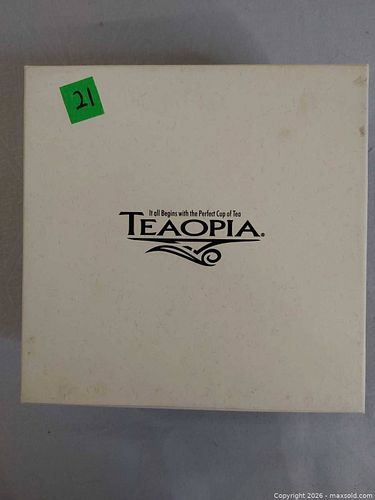 21
It all Begins with the Perfect Cup of Tea
TEAOPIA®
Copyright 2026 - maxsold.com